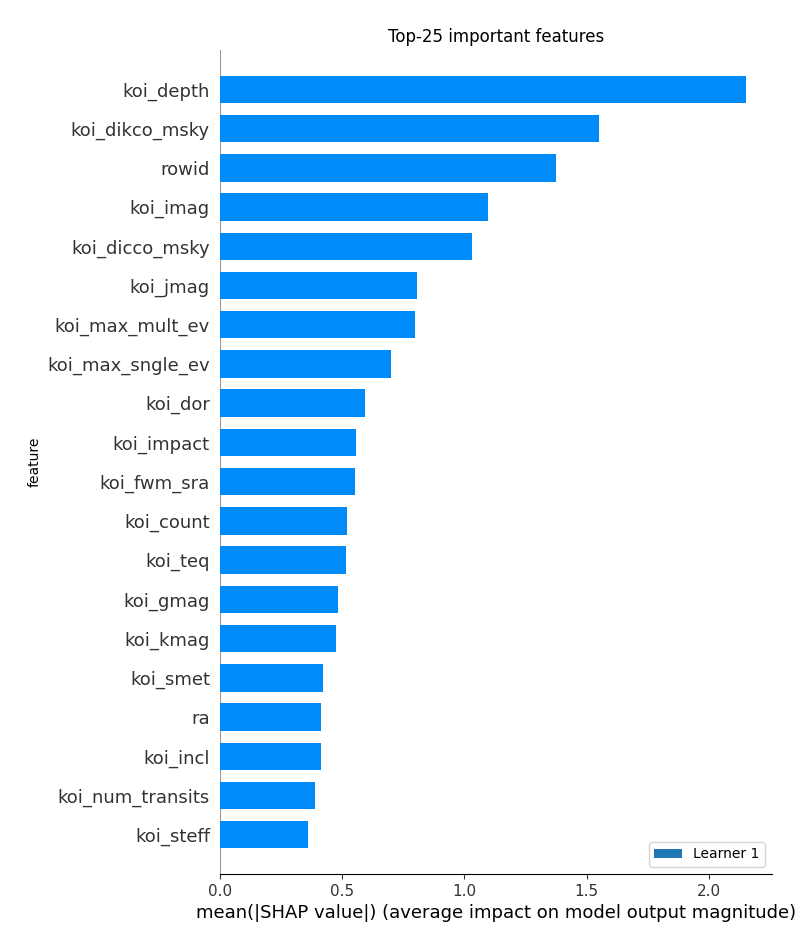 Top-25 important features
koi_depth
koi_dikco_msky
rowid
koi_imag
koi_dicco_msky
koi_jmag
koi_max_mult_ev
koi_max_sngle_ev
koi_dor
koi_impact
koi_fwm_sra
koi_count
koi_teq
koi_gmag
koi_kmag
koi_smet
ra
koi_incl
koi_num_transits
koi_steff
feature
Learner 1
0.0 0.5 1.0 1.5 2.0
mean(|SHAP value|) (average impact on model output magnitude)